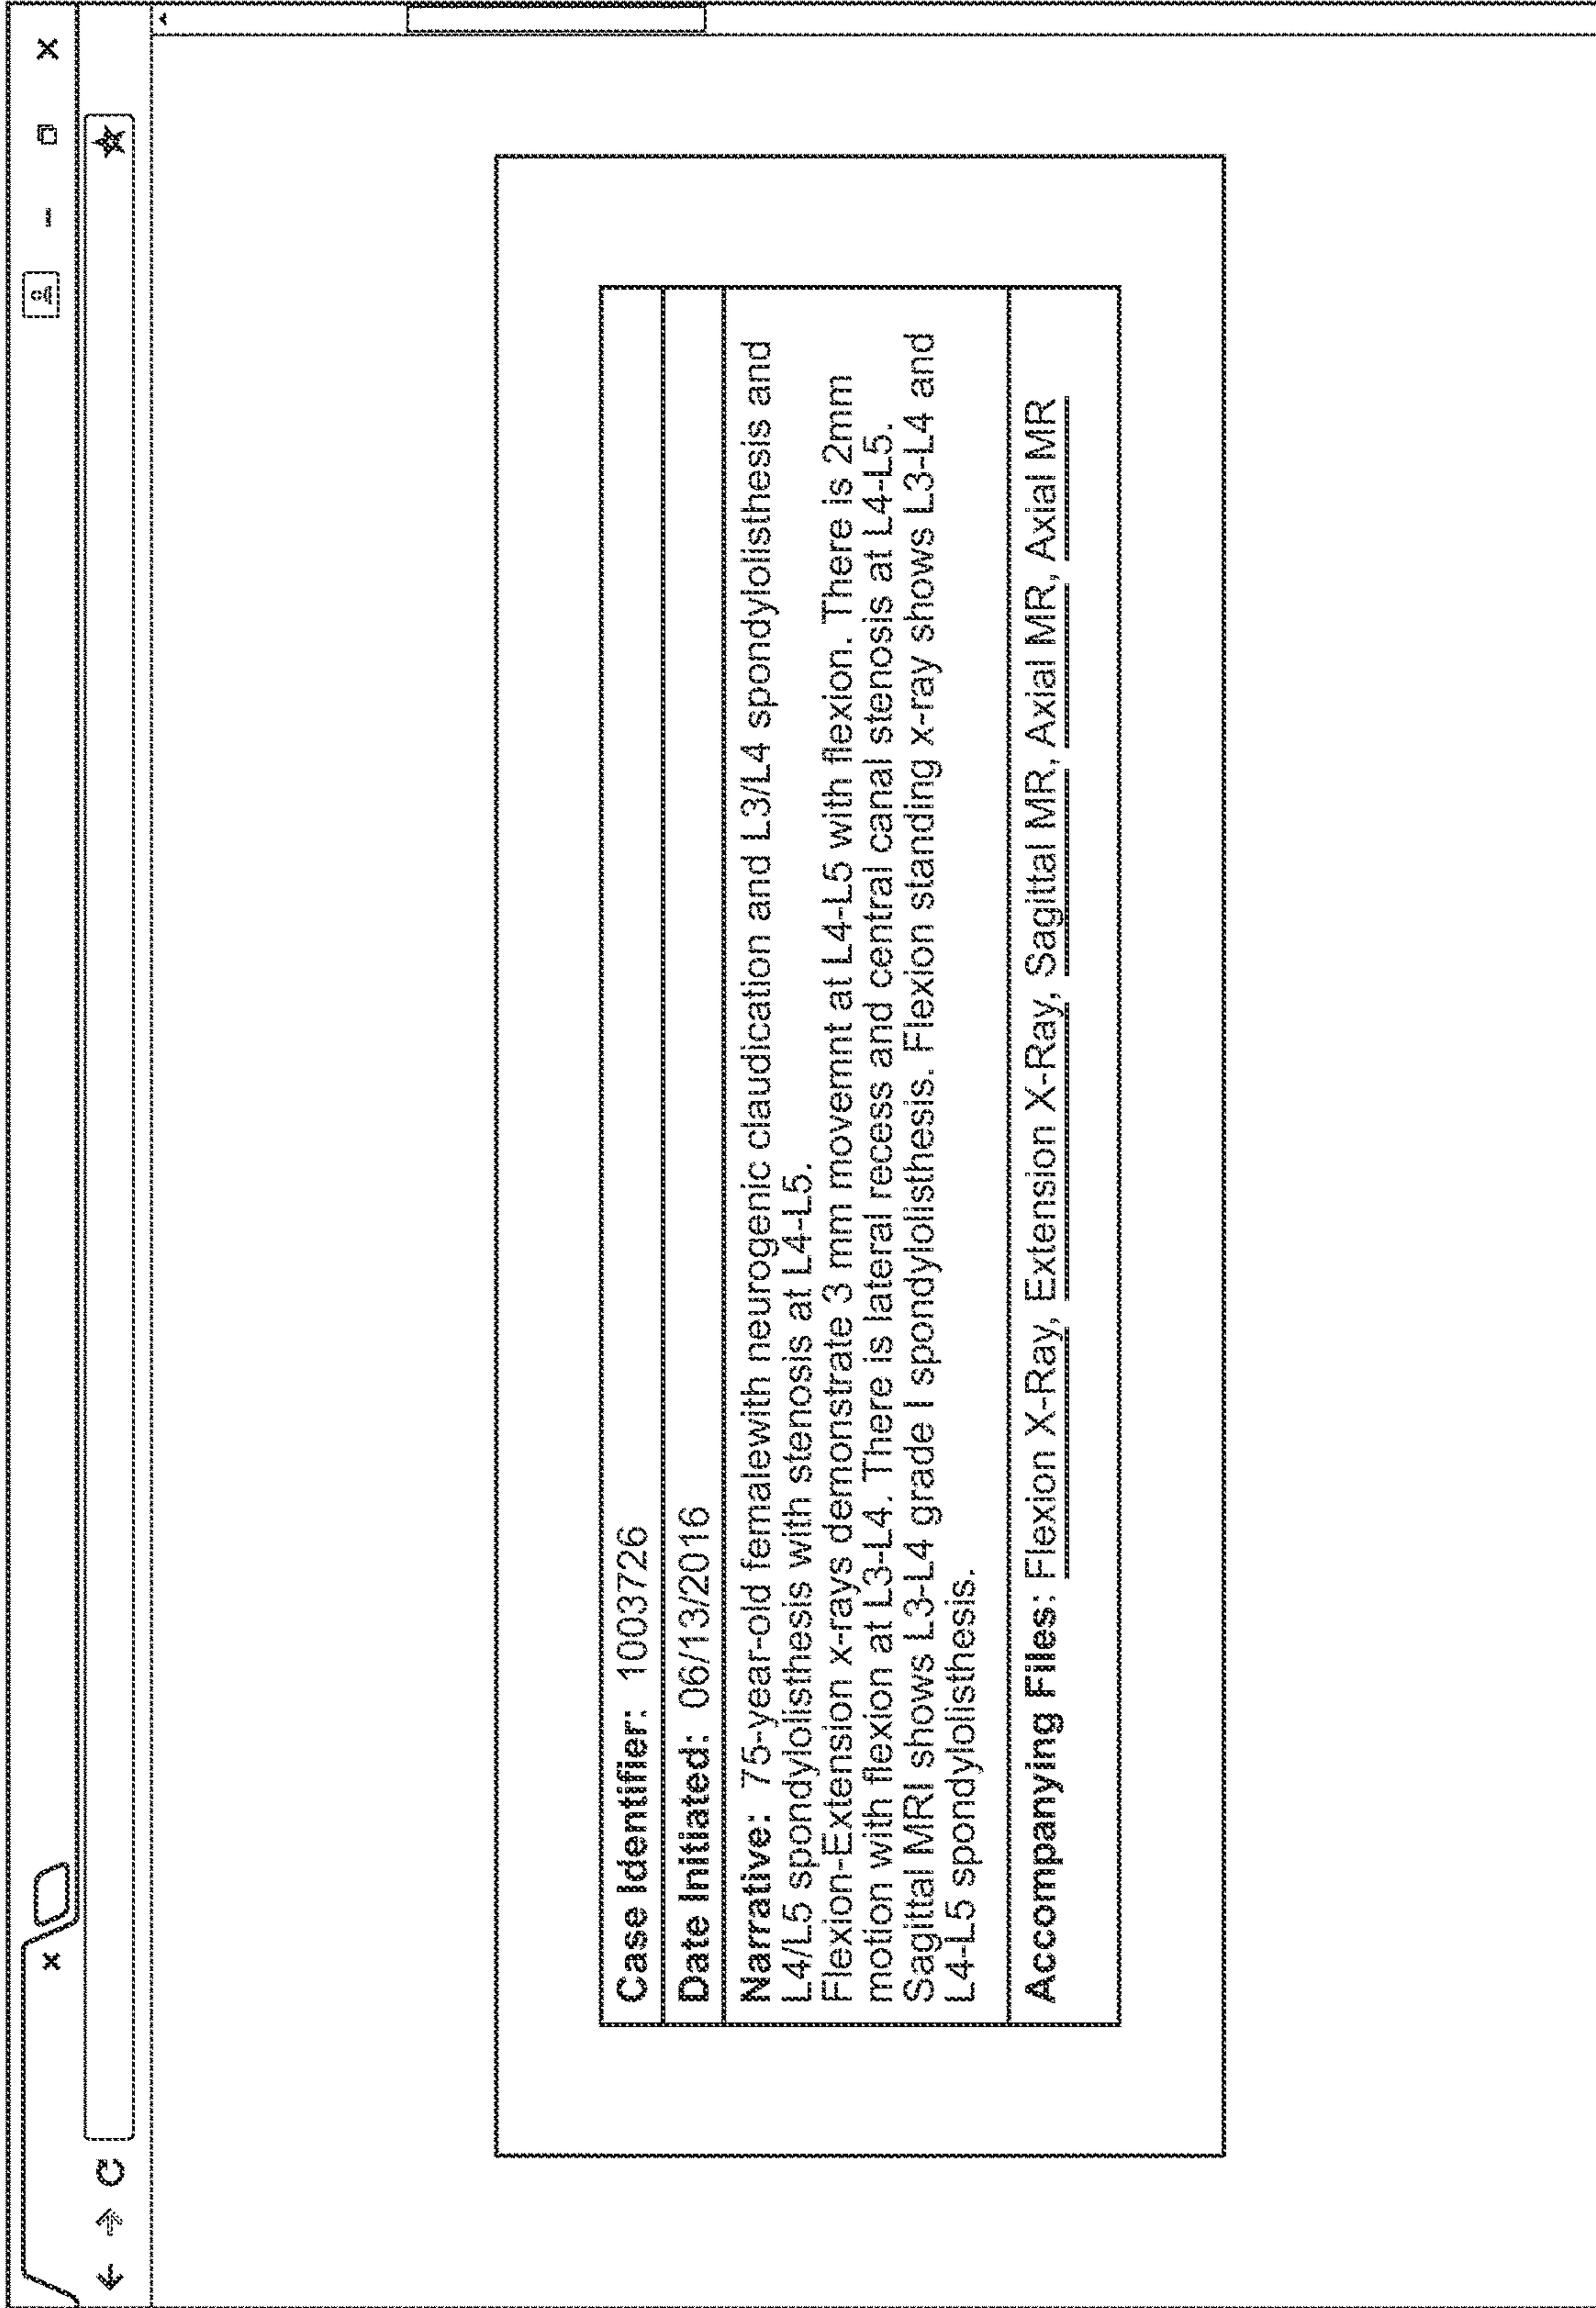 Case Identifier: 1003726
Date Initiated: 06/13/2016
Narrative: 75-year-old femalewith neurogenic claudication and L3/L4 spondylolisthesis and
L4/L5 spondylolisthesis with stenosis at L4-L5.
Flexion-Extension x-rays demonstrate 3 mm movemnt at L4-L5 with flexion. There is 2mm
motion with flexion at L3-L4. There is lateral recess and central canal stenosis at L4-L5.
Sagittal MRI shows L3-L4 grade I spondylolisthesis. Flexion standing x-ray shows L3-L4 and
L4-L5 spondylolisthesis.
Accompanying Files: Flexion X-Ray, Extension X-Ray, Sagittal MR, Axial MR, Axial MR